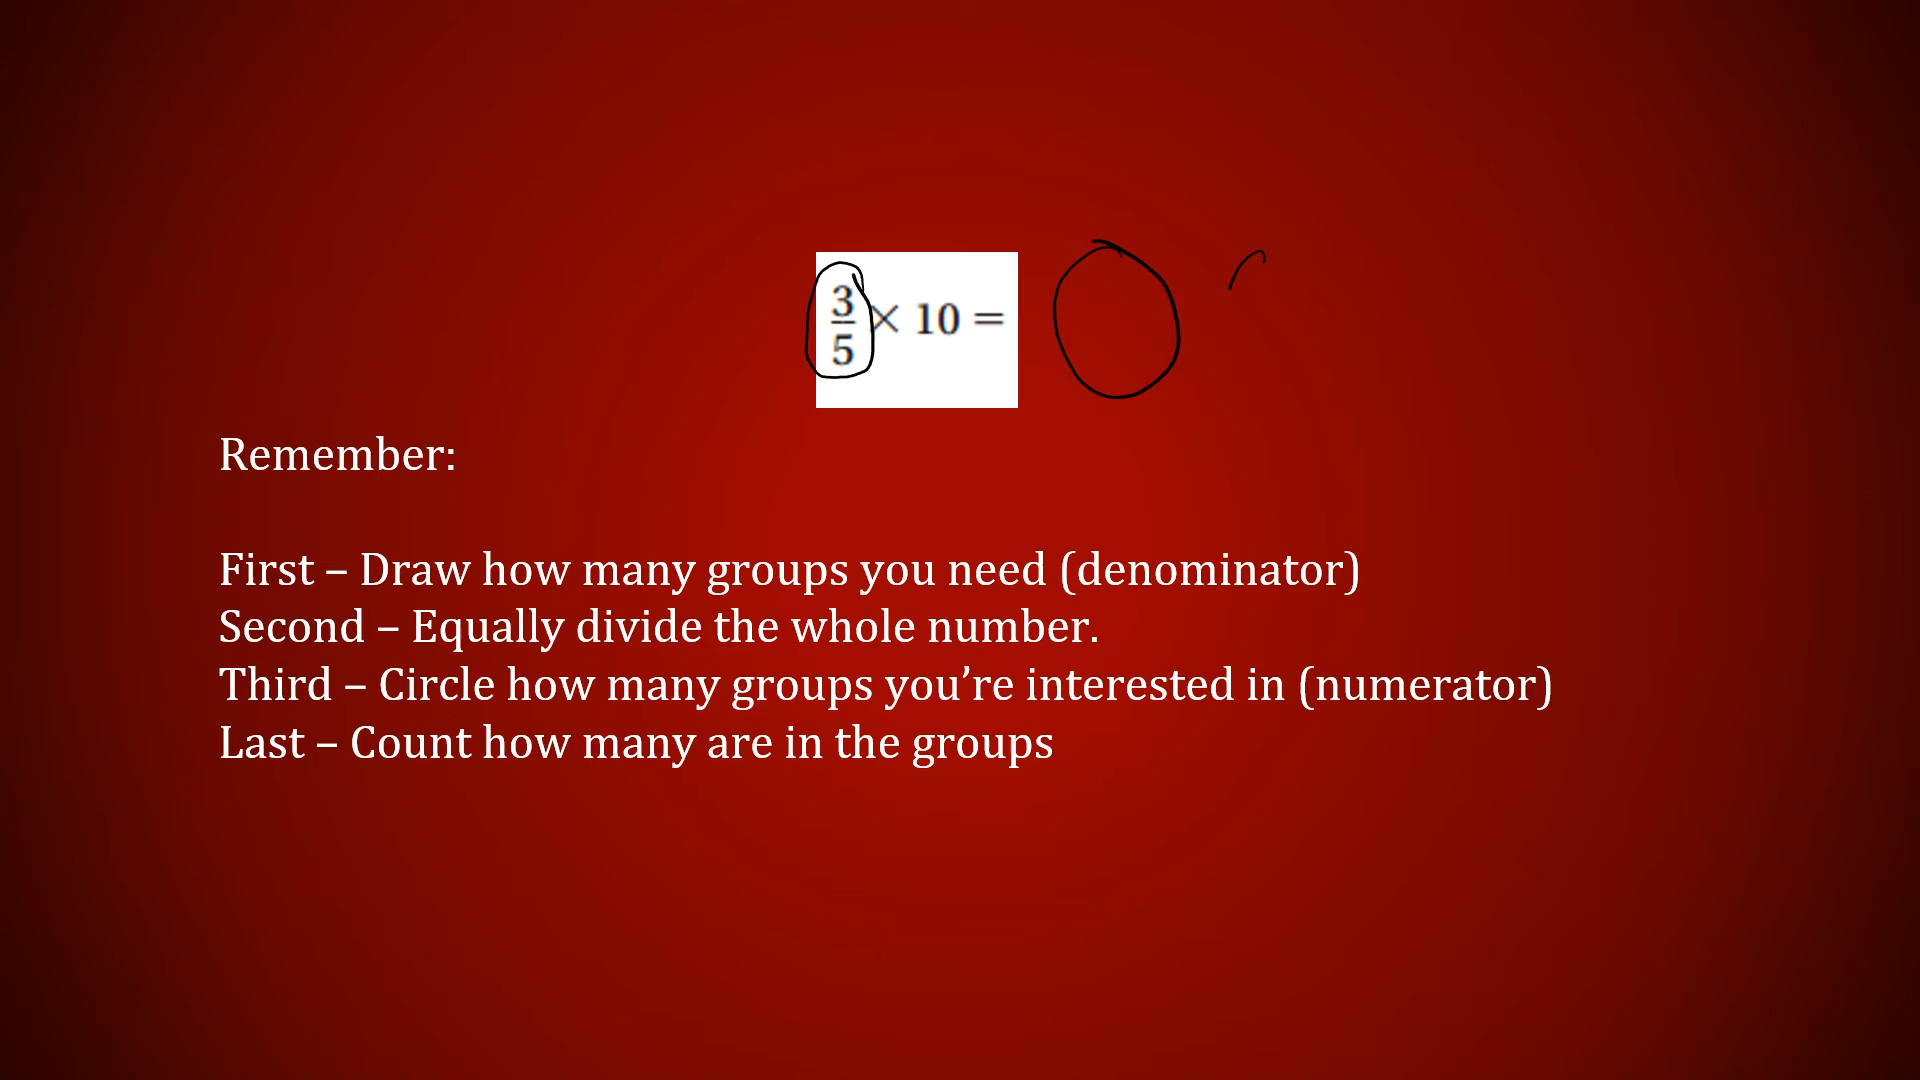 3/5 × 10 =
Remember:
First – Draw how many groups you need (denominator)
Second – Equally divide the whole number.
Third – Circle how many groups you’re interested in (numerator)
Last – Count how many are in the groups